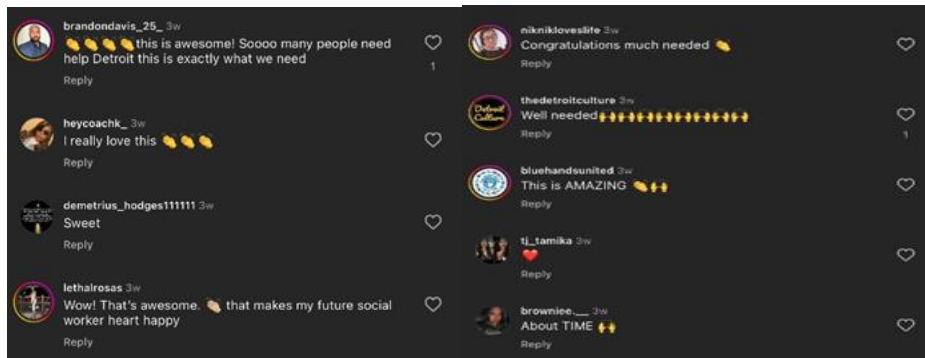 brandondavis_25_ 3w
👏👏👏👏this is awesome! Soooo many people need
help Detroit this is exactly what we need
1
Reply
heycoachk_ 3w
I really love this 👏👏👏
Reply
demetrius_hodges111111 3w
Sweet
Reply
lethalrosas 3w
Wow! That's awesome. 👏🏼 that makes my future social
worker heart happy
Reply
niknikloveslife 3w
Congratulations much needed 👏
Reply
thedetroitculture 3w
Detroit
Culture
Well needed🙌🙌🙌🙌🙌🙌🙌🙌
1
Reply
bluehandsunited 3w
This is AMAZING 👏🙌
Reply
tj_tamika 3w
❤️
Reply
browniee.__ 3w
About TIME 🙌
Reply